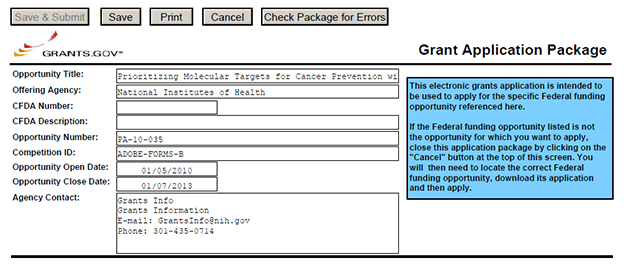 Save & Submit Save Print Cancel Check Package for Errors
GRANTS.GOV℠
Grant Application Package
Opportunity Title: Prioritizing Molecular Targets for Cancer Prevention wi
Offering Agency: National Institutes of Health
CFDA Number:
CFDA Description:
Opportunity Number: PA-10-035
Competition ID: ADOBE-FORMS-B
Opportunity Open Date: 01/05/2010
Opportunity Close Date: 01/07/2013
Agency Contact: Grants Info
Grants Information
E-mail: GrantsInfo@nih.gov
Phone: 301-435-0714
This electronic grants application is intended to
be used to apply for the specific Federal funding
opportunity referenced here.
If the Federal funding opportunity listed is not
the opportunity for which you want to apply,
close this application package by clicking on the
"Cancel" button at the top of this screen. You
will then need to locate the correct Federal
funding opportunity, download its application
and then apply.